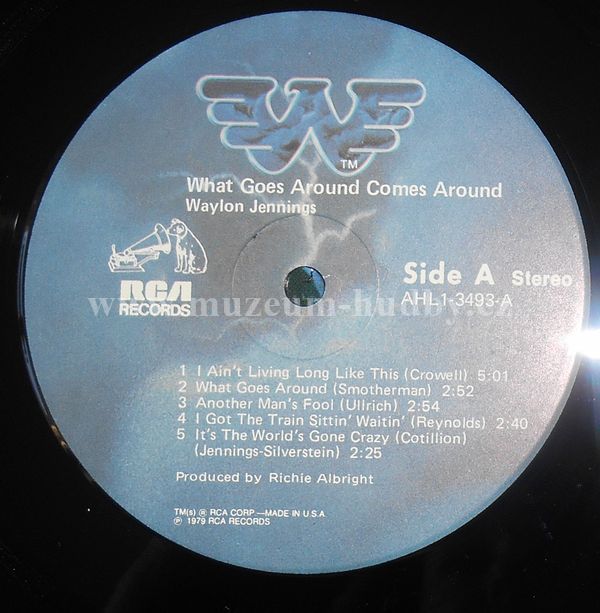 TM
What Goes Around Comes Around
Waylon Jennings
Side A Stereo
RCA
RECORDS
AHL1-3493-A
www.muzeum-hudby.cz
1 I Ain't Living Long Like This (Crowell) 5:01
2 What Goes Around (Smotherman) 2:52
3 Another Man's Fool (Ullrich) 2:54
4 I Got The Train Sittin' Waitin' (Reynolds) 2:40
5 It's The World's Gone Crazy (Cotillion)
(Jennings-Silverstein) 2:25
Produced by Richie Albright
TM(s) ® RCA CORP.—MADE IN U.S.A.
℗ 1979 RCA RECORDS